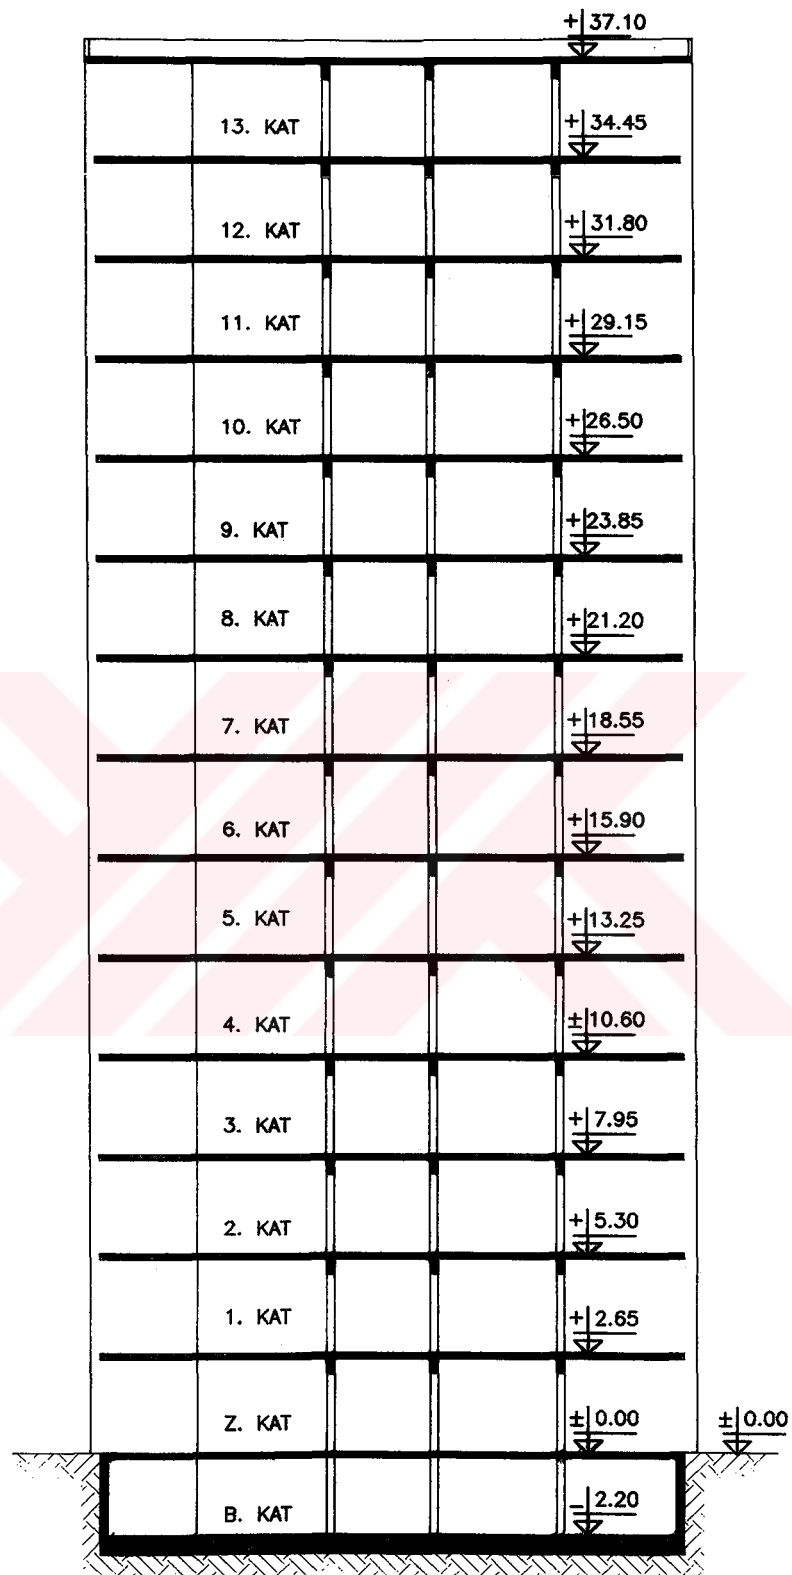 +37.10
13. KAT +34.45
12. KAT +31.80
11. KAT +29.15
10. KAT +26.50
9. KAT +23.85
8. KAT +21.20
7. KAT +18.55
6. KAT +15.90
5. KAT +13.25
4. KAT ±10.60
3. KAT +7.95
2. KAT +5.30
1. KAT +2.65
Z. KAT ±0.00 ±0.00
B. KAT -2.20